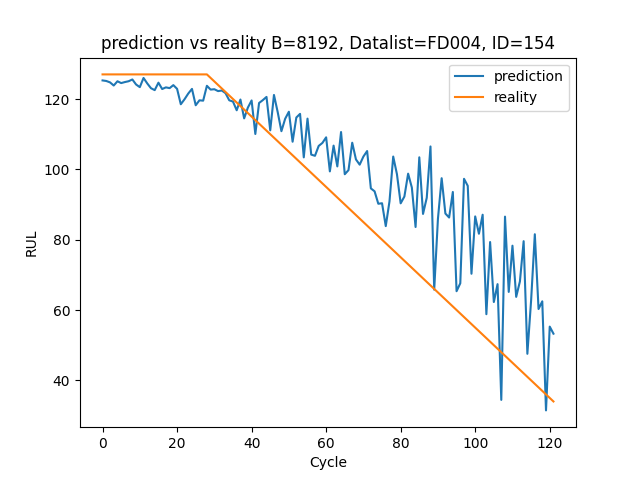 prediction vs reality B=8192, Datalist=FD004, ID=154
prediction
reality
RUL
120
100
80
60
40
0 20 40 60 80 100 120
Cycle